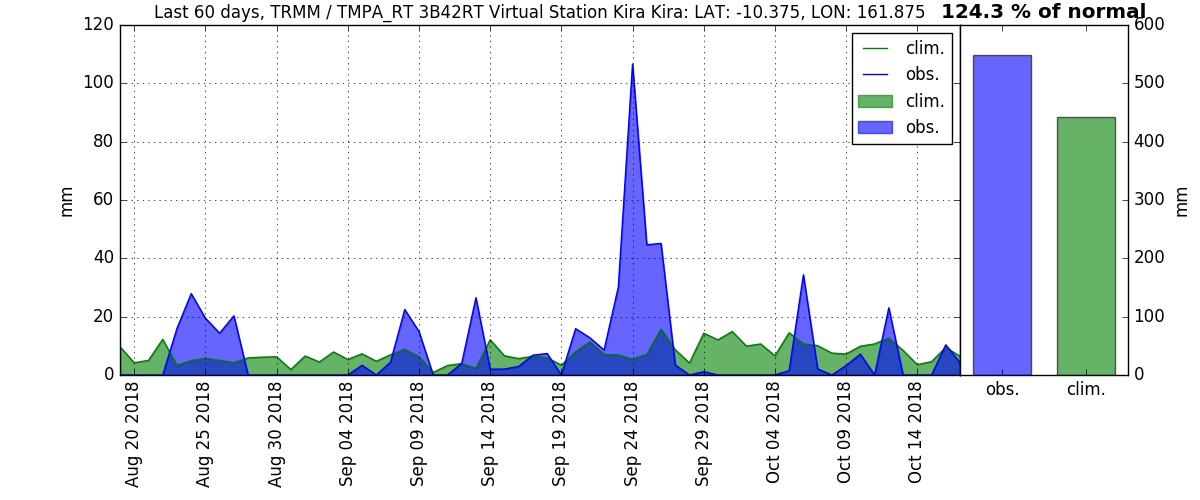 Last 60 days, TRMM / TMPA_RT 3B42RT Virtual Station Kira Kira: LAT: -10.375, LON: 161.875 124.3 % of normal
120
100
80
60
40
20
0
mm
clim.
obs.
clim.
obs.
Aug 20 2018
Aug 25 2018
Aug 30 2018
Sep 04 2018
Sep 09 2018
Sep 14 2018
Sep 19 2018
Sep 24 2018
Sep 29 2018
Oct 04 2018
Oct 09 2018
Oct 14 2018
600
500
400
300
200
100
0
mm
obs.
clim.